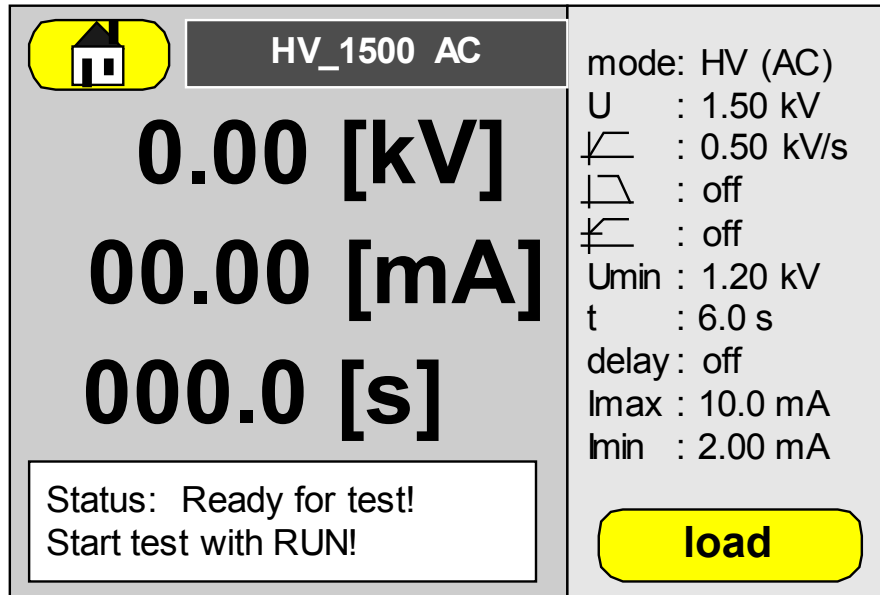 HV_1500 AC
0.00 [kV]
00.00 [mA]
000.0 [s]
Status: Ready for test!
Start test with RUN!
mode: HV (AC)
U : 1.50 kV
: 0.50 kV/s
: off
: off
Umin : 1.20 kV
t : 6.0 s
delay : off
Imax : 10.0 mA
Imin : 2.00 mA
load